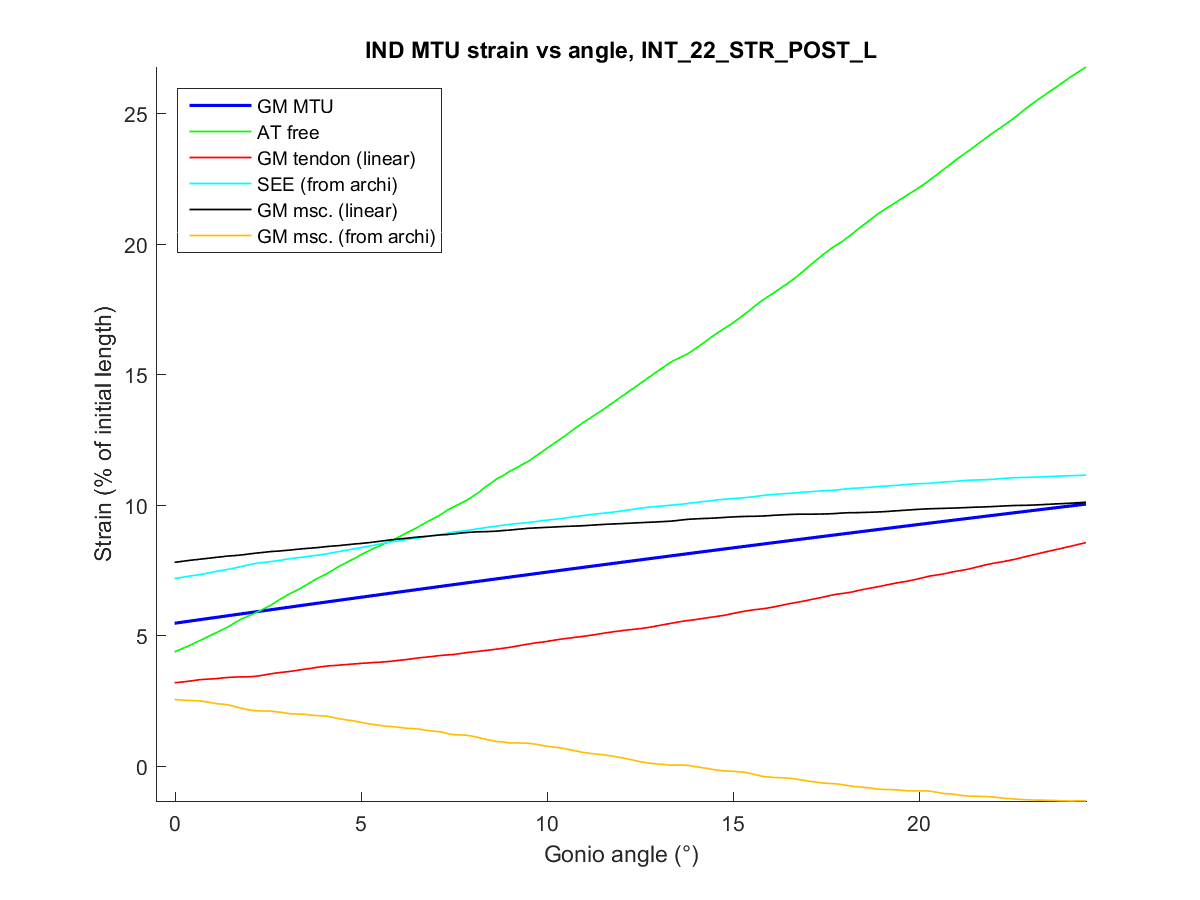 IND MTU strain vs angle, INT_22_STR_POST_L
GM MTU
AT free
GM tendon (linear)
SEE (from archi)
GM msc. (linear)
GM msc. (from archi)
Strain (% of initial length)
25
20
15
10
5
0
0 5 10 15 20
Gonio angle (°)